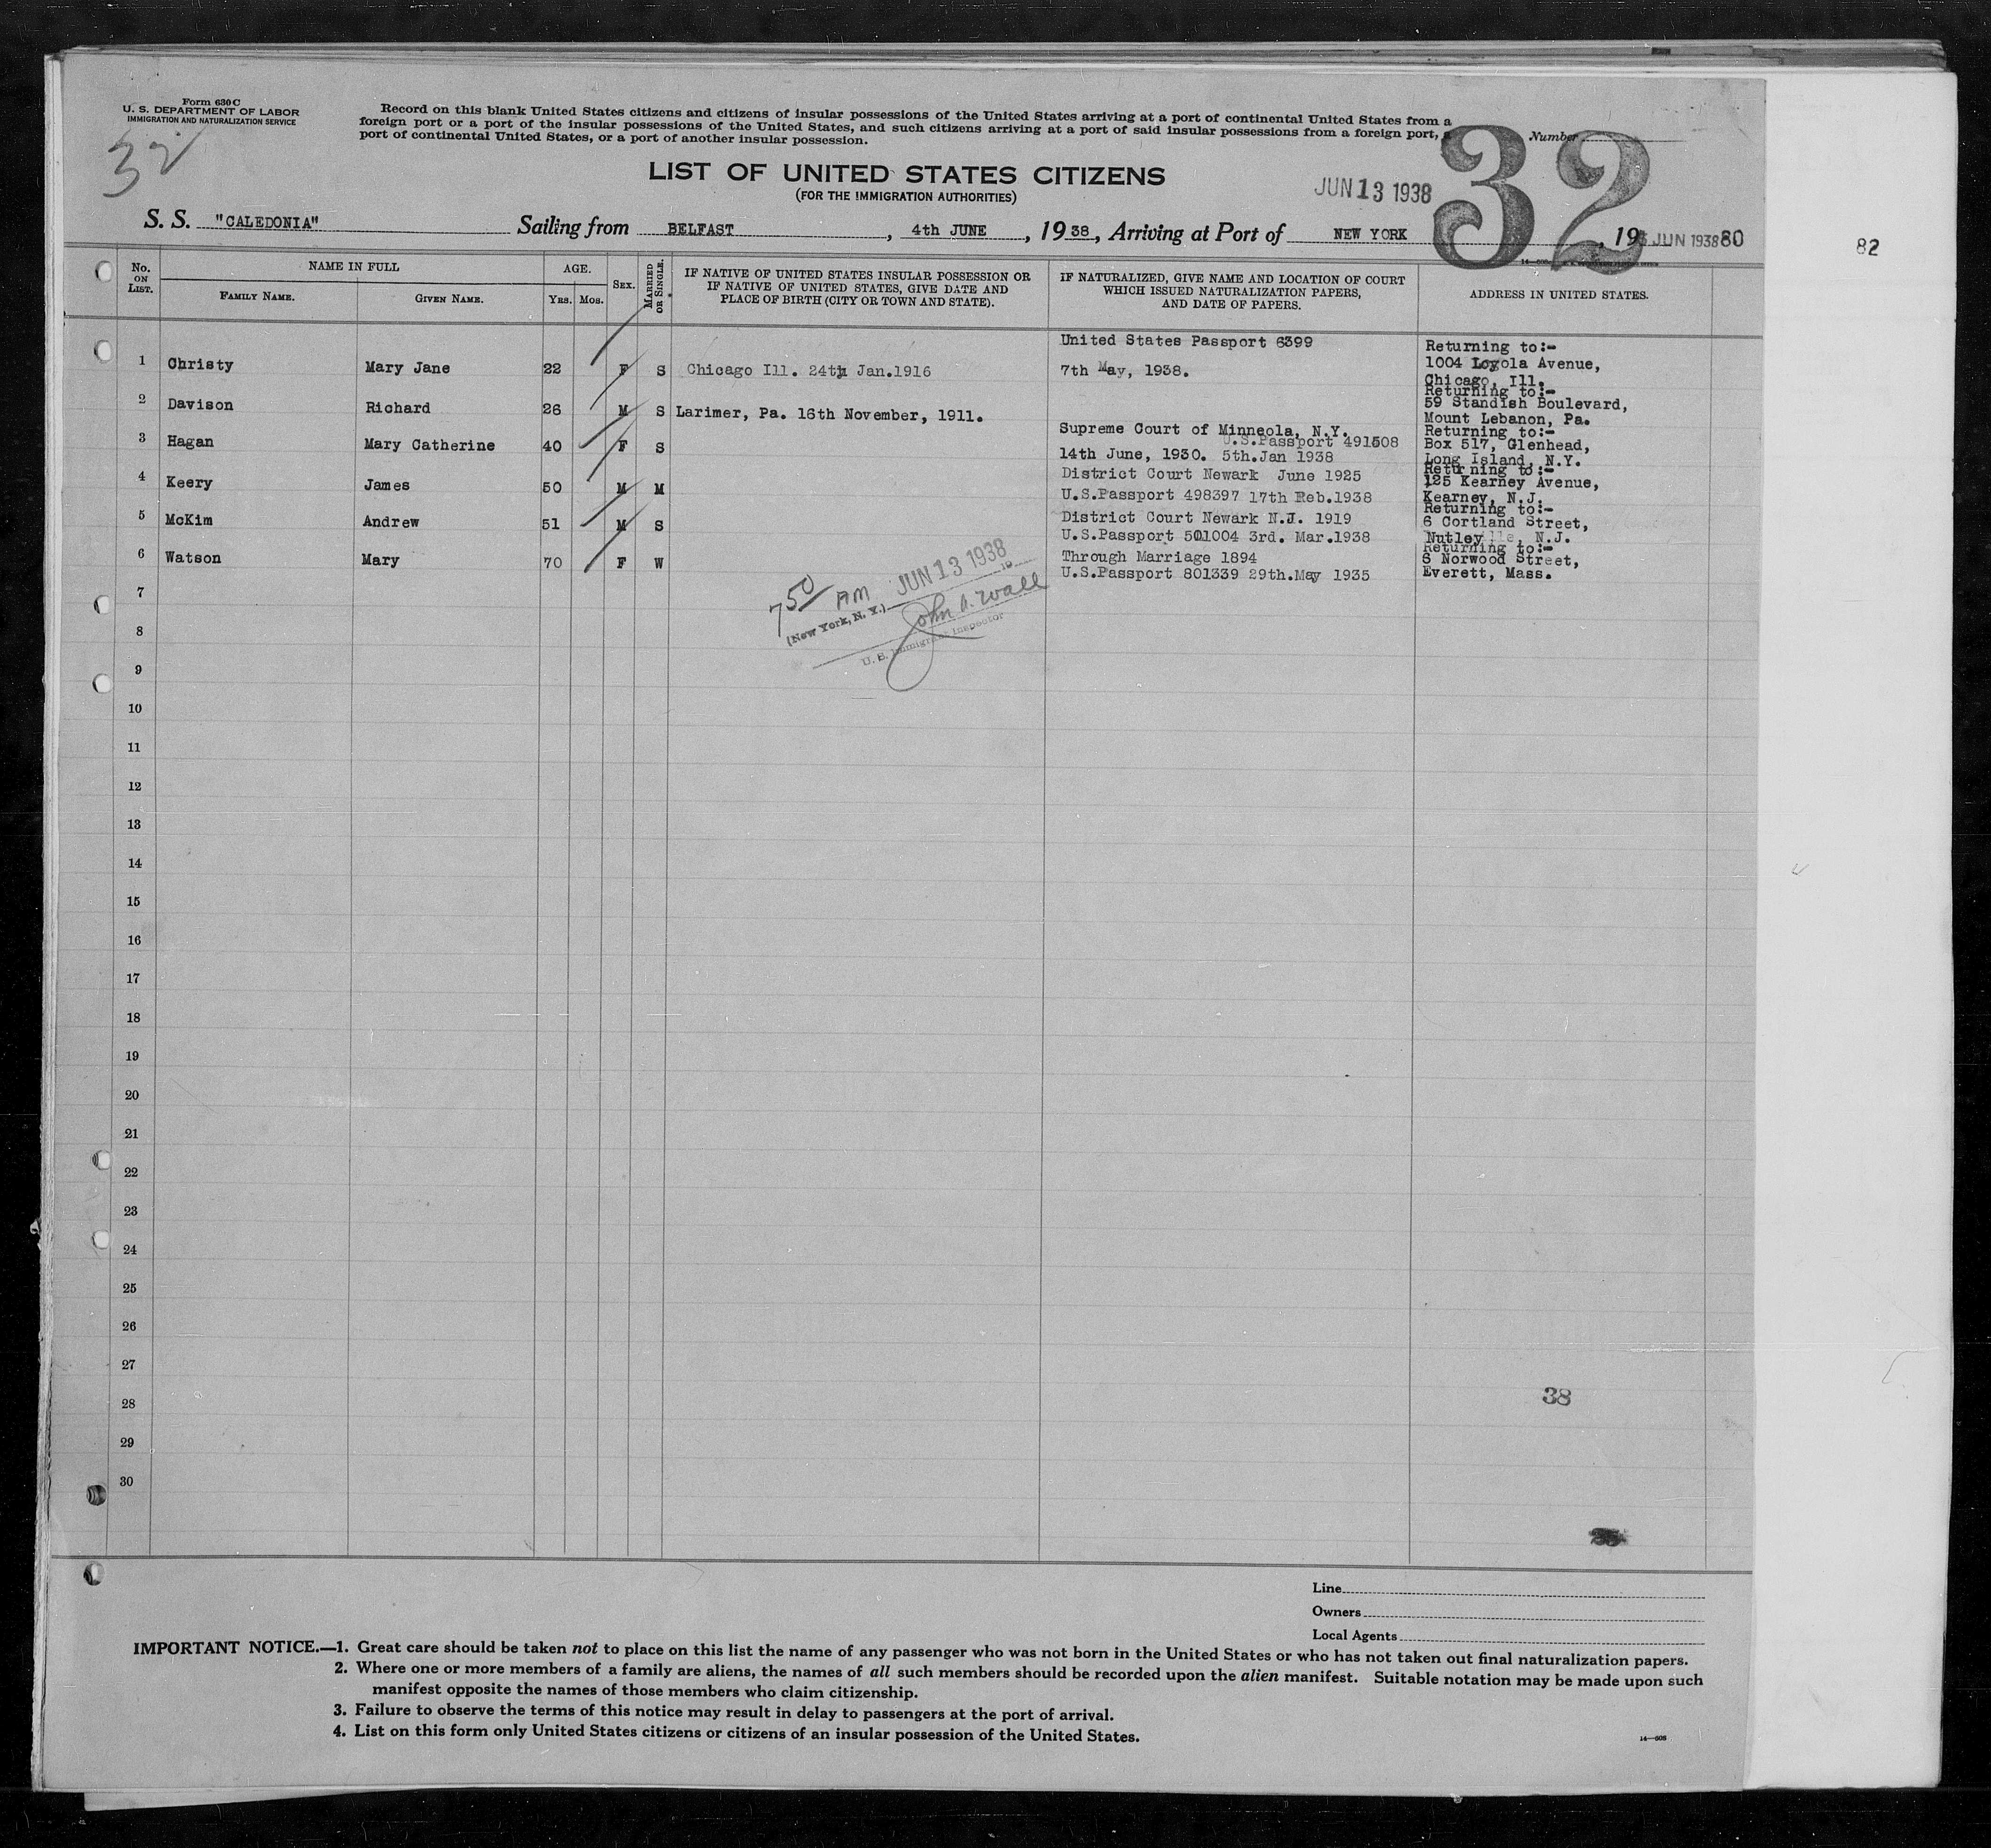 Form 630 C
U. S. DEPARTMENT OF LABOR
IMMIGRATION AND NATURALIZATION SERVICE
32
Record on this blank United States citizens and citizens of insular possessions of the United States arriving at a port of continental United States from a
foreign port or a port of the insular possessions of the United States, and such citizens arriving at a port of said insular possessions from a foreign port, a
port of continental United States, or a port of another insular possession.
Number
32
LIST OF UNITED STATES CITIZENS
(FOR THE IMMIGRATION AUTHORITIES)
JUN 13 1938
S. S. "CALEDONIA" Sailing from BELFAST, 4th JUNE, 1938, Arriving at Port of NEW YORK, 19 JUN 1938 80
82
No. ON LIST.
NAME IN FULL
FAMILY NAME.
GIVEN NAME.
AGE.
YRS. MOS.
SEX.
MARRIED OR SINGLE.
IF NATIVE OF UNITED STATES INSULAR POSSESSION OR
IF NATIVE OF UNITED STATES, GIVE DATE AND
PLACE OF BIRTH (CITY OR TOWN AND STATE).
IF NATURALIZED, GIVE NAME AND LOCATION OF COURT
WHICH ISSUED NATURALIZATION PAPERS,
AND DATE OF PAPERS.
ADDRESS IN UNITED STATES.
United States Passport 6399
Returning to:-
1 Christy Mary Jane 22 F S Chicago Ill. 24th Jan.1916 7th May, 1938. 1004 Loyola Avenue,
Chicago, Ill.
Returning to:-
2 Davison Richard 26 M S Larimer, Pa. 16th November, 1911. 59 Standish Boulevard,
Mount Lebanon, Pa.
Supreme Court of Minneola, N.Y. Returning to:-
3 Hagan Mary Catherine 40 F S U.S.Passport 491508 Box 517, Glenhead,
14th June, 1930. 5th.Jan 1938 Long Island, N.Y.
District Court Newark June 1925 Returning to:-
4 Keery James 50 M M 125 Kearney Avenue,
U.S.Passport 498397 17th Feb.1938 Kearney, N.J.
Returning to:-
5 McKim Andrew 51 M S District Court Newark N.J. 1919 6 Cortland Street,
U.S.Passport 501004 3rd. Mar.1938 Nutley, N.J.
Returning to:-
6 Watson Mary 70 F W Through Marriage 1894 6 Norwood Street,
U.S.Passport 801339 29th.May 1935 Everett, Mass.
7 50 AM JUN 13 1938 19
(New York, N. Y.)
John A. Wall
U. S. Immigrant Inspector
7
8
9
10
11
12
13
14
15
16
17
18
19
20
21
22
23
24
25
26
27
28
38
29
30
Line
Owners
Local Agents
IMPORTANT NOTICE.—1. Great care should be taken not to place on this list the name of any passenger who was not born in the United States or who has not taken out final naturalization papers.
2. Where one or more members of a family are aliens, the names of all such members should be recorded upon the alien manifest. Suitable notation may be made upon such
manifest opposite the names of those members who claim citizenship.
3. Failure to observe the terms of this notice may result in delay to passengers at the port of arrival.
4. List on this form only United States citizens or citizens of an insular possession of the United States.
14—608